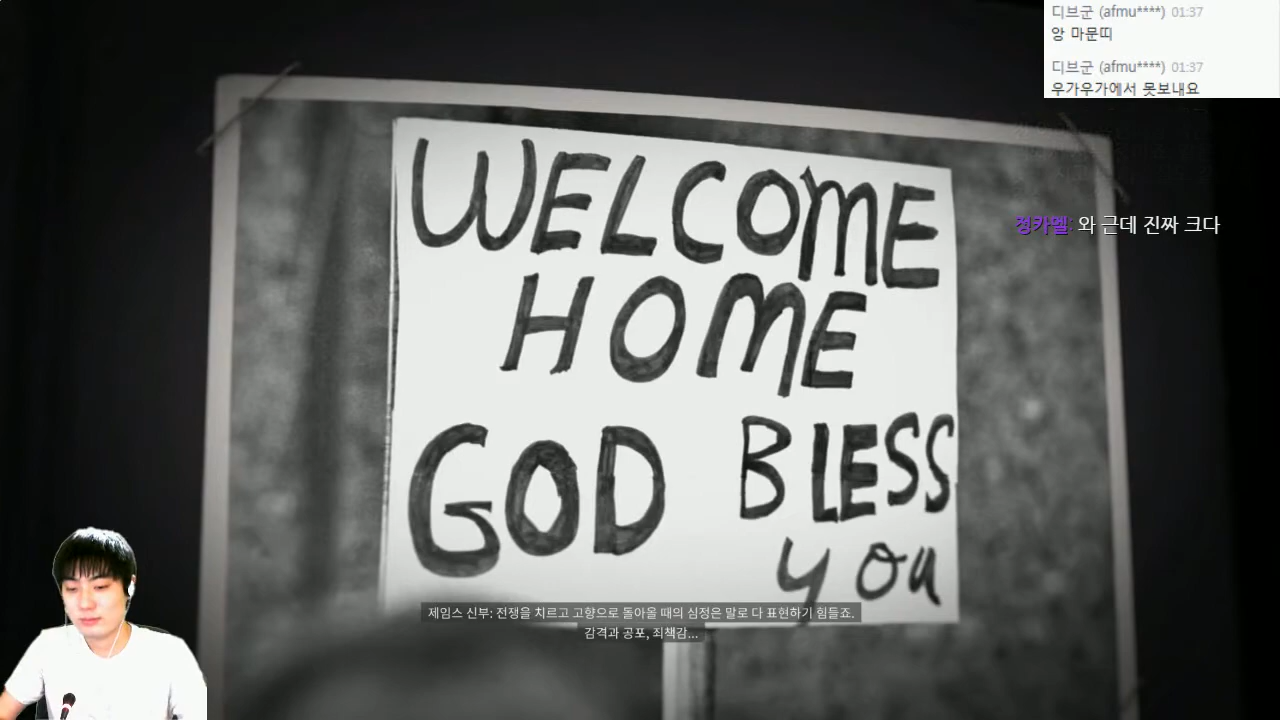 디브군 (afmu****) 01:37
앙 마문띠
디브군 (afmu****) 01:37
우가우가에서 못보내요
정카멜: 와 근데 진짜 크다
WELCOME
HOME
GOD BLESS
you
제임스 신부: 전쟁을 치르고 고향으로 돌아올 때의 심정은 말로 다 표현하기 힘들죠.
감격과 공포, 죄책감...